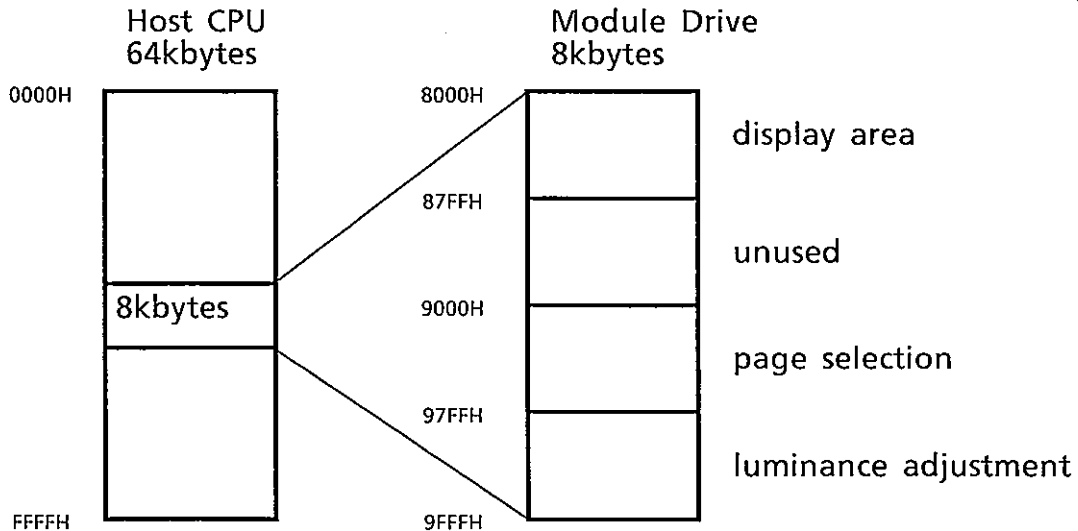 Host CPU
64kbytes
Module Drive
8kbytes
0000H
8000H
display area
87FFH
unused
8kbytes
9000H
page selection
97FFH
luminance adjustment
FFFFH
9FFFH